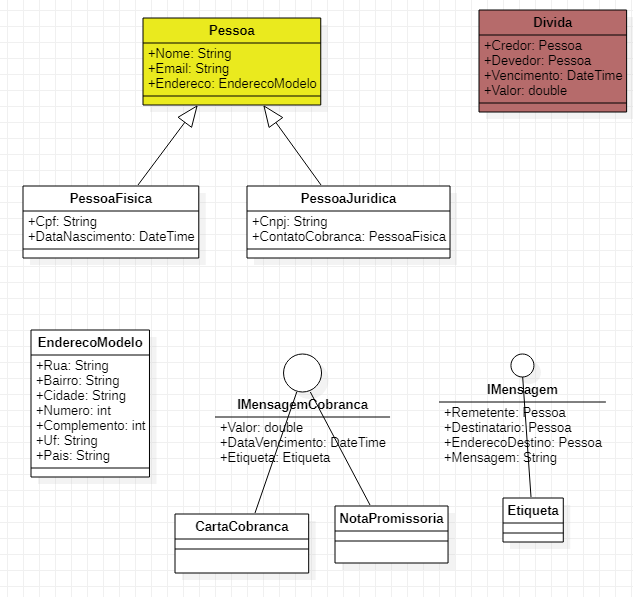 Pessoa
+Nome: String
+Email: String
+Endereco: EnderecoModelo
Divida
+Credor: Pessoa
+Devedor: Pessoa
+Vencimento: DateTime
+Valor: double
PessoaFisica
+Cpf: String
+DataNascimento: DateTime
PessoaJuridica
+Cnpj: String
+ContatoCobranca: PessoaFisica
EnderecoModelo
+Rua: String
+Bairro: String
+Cidade: String
+Numero: int
+Complemento: int
+Uf: String
+Pais: String
IMensagemCobranca
+Valor: double
+DataVencimento: DateTime
+Etiqueta: Etiqueta
IMensagem
+Remetente: Pessoa
+Destinatario: Pessoa
+EnderecoDestino: Pessoa
+Mensagem: String
CartaCobranca
NotaPromissoria
Etiqueta